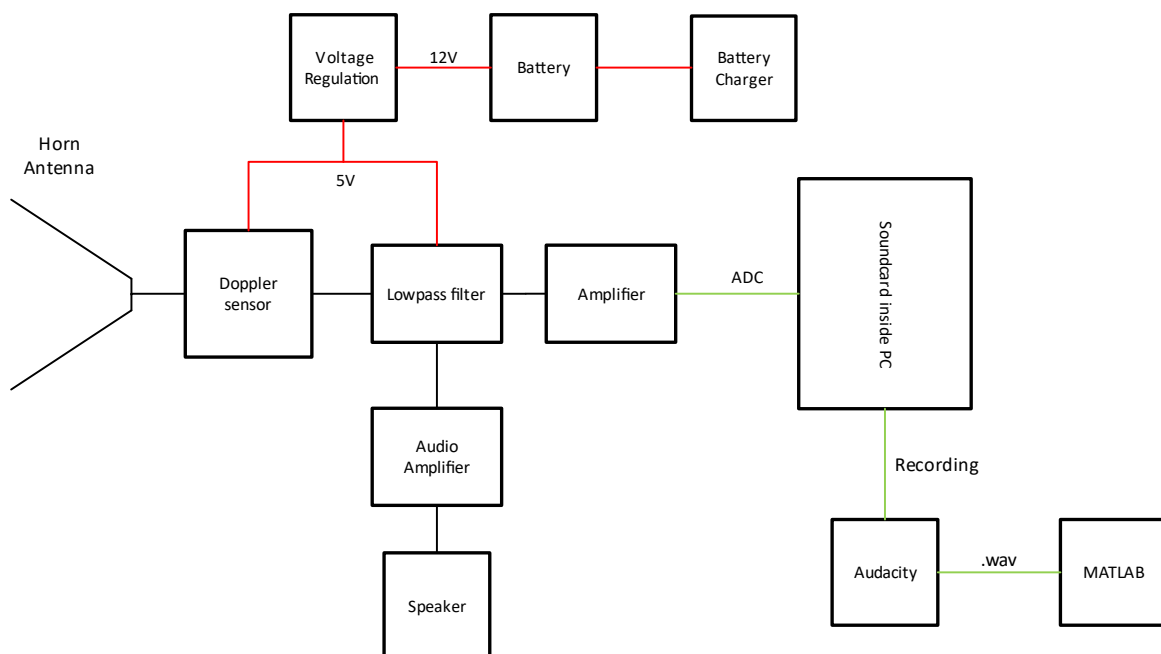 Voltage
Regulation
12V
Battery
Battery
Charger
Horn
Antenna
5V
Doppler
sensor
Lowpass filter
Amplifier
ADC
Soundcard inside PC
Audio
Amplifier
Recording
Speaker
Audacity
.wav
MATLAB